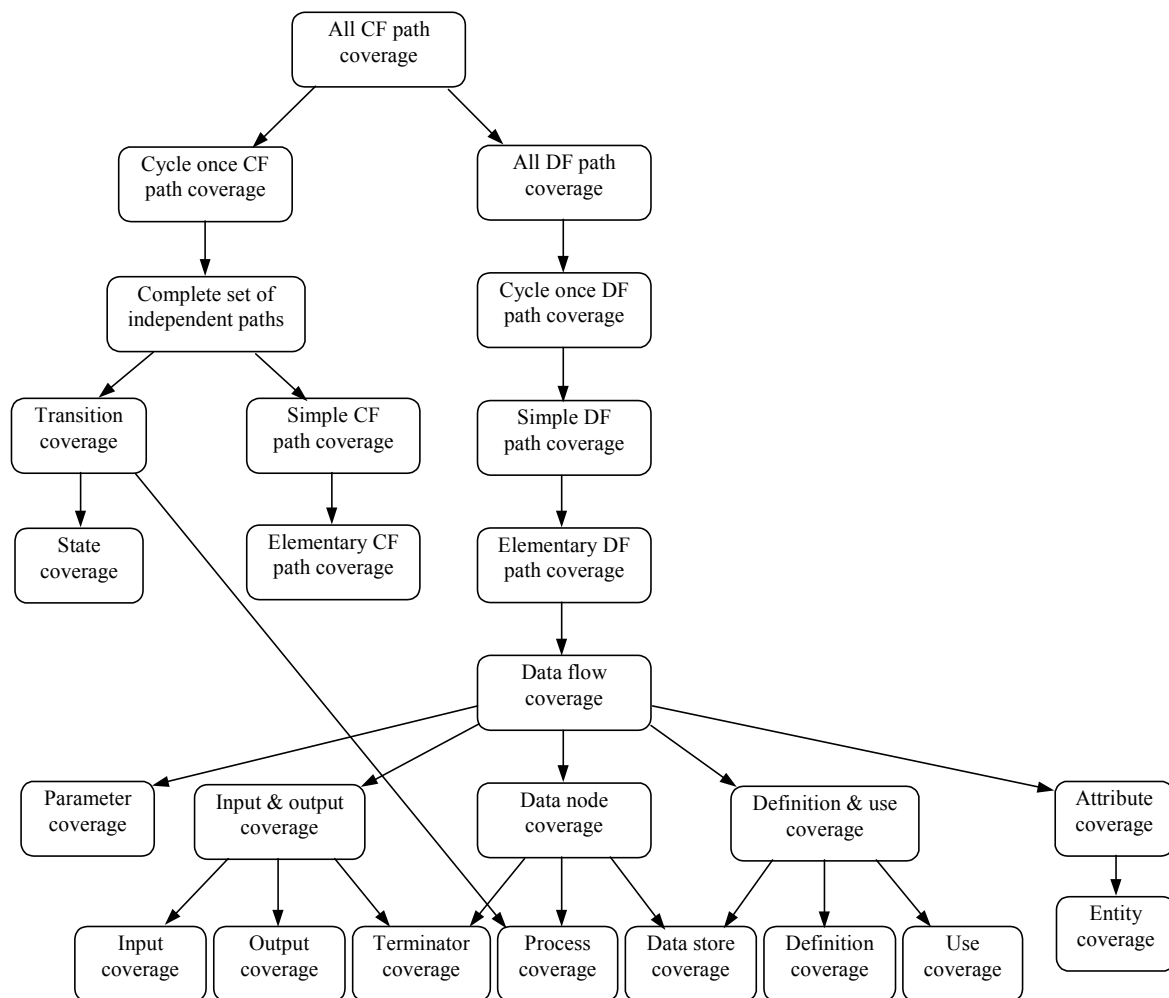 All CF path
coverage
Cycle once CF
path coverage
All DF path
coverage
Complete set of
independent paths
Cycle once DF
path coverage
Transition
coverage
Simple CF
path coverage
Simple DF
path coverage
State
coverage
Elementary CF
path coverage
Elementary DF
path coverage
Data flow
coverage
Parameter
coverage
Input & output
coverage
Data node
coverage
Definition & use
coverage
Attribute
coverage
Input
coverage
Output
coverage
Terminator
coverage
Process
coverage
Data store
coverage
Definition
coverage
Use
coverage
Entity
coverage